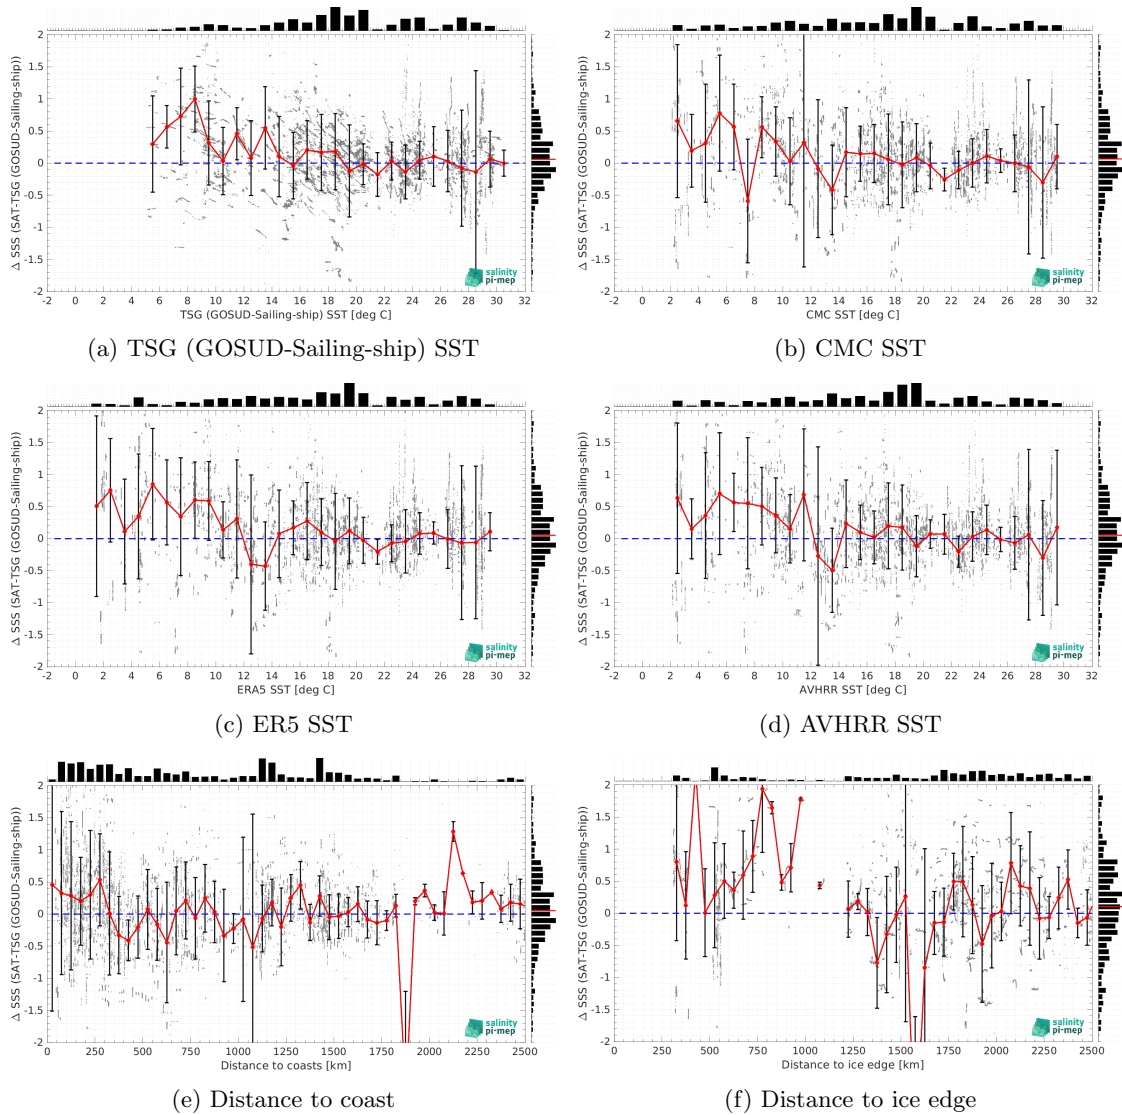 2
1.5
1
0.5
0
-0.5
-1
-1.5
-2
Δ SSS (SAT-TSG (GOSUD-Sailing-ship))
salinity
pi-mep
-2 0 2 4 6 8 10 12 14 16 18 20 22 24 26 28 30 32
TSG (GOSUD-Sailing-ship) SST [deg C]
(a) TSG (GOSUD-Sailing-ship) SST
2
1.5
1
0.5
0
-0.5
-1
-1.5
-2
Δ SSS (SAT-TSG (GOSUD-Sailing-ship))
salinity
pi-mep
-2 0 2 4 6 8 10 12 14 16 18 20 22 24 26 28 30 32
CMC SST [deg C]
(b) CMC SST
2
1.5
1
0.5
0
-0.5
-1
-1.5
-2
Δ SSS (SAT-TSG (GOSUD-Sailing-ship))
salinity
pi-mep
-2 0 2 4 6 8 10 12 14 16 18 20 22 24 26 28 30 32
ERA5 SST [deg C]
(c) ER5 SST
2
1.5
1
0.5
0
-0.5
-1
-1.5
-2
Δ SSS (SAT-TSG (GOSUD-Sailing-ship))
salinity
pi-mep
-2 0 2 4 6 8 10 12 14 16 18 20 22 24 26 28 30 32
AVHRR SST [deg C]
(d) AVHRR SST
2
1.5
1
0.5
0
-0.5
-1
-1.5
-2
Δ SSS (SAT-TSG (GOSUD-Sailing-ship))
salinity
pi-mep
0 250 500 750 1000 1250 1500 1750 2000 2250 2500
Distance to coasts [km]
(e) Distance to coast
2
1.5
1
0.5
0
-0.5
-1
-1.5
-2
Δ SSS (SAT-TSG (GOSUD-Sailing-ship))
salinity
pi-mep
0 250 500 750 1000 1250 1500 1750 2000 2250 2500
Distance to ice edge [km]
(f) Distance to ice edge